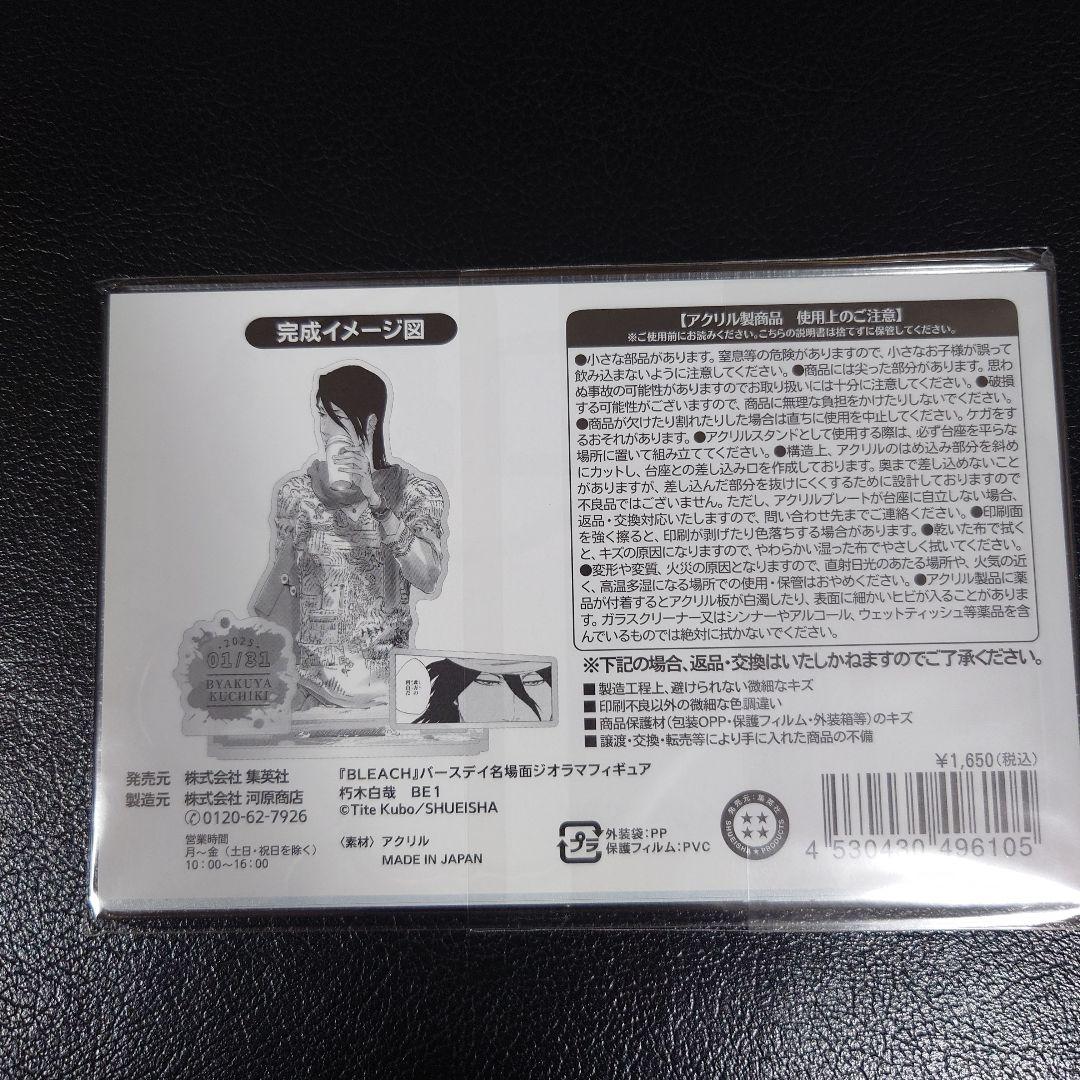 完成イメージ図
・2025・
01/31
BYAKUYA
KUCHIKI
【アクリル製商品　使用上のご注意】
※ご使用前にお読みください。こちらの説明書は捨てずに保管してください。
●小さな部品があります。窒息等の危険がありますので、小さなお子様が誤って
飲み込まないように注意してください。●商品には尖った部分があります。思わ
ぬ事故の可能性がありますのでお取り扱いには十分に注意してください。●破損
する可能性がございますので、商品に無理な負担をかけたりしないでください。
●商品が欠けたり割れたりした場合は直ちに使用を中止してください。ケガをす
るおそれがあります。●アクリルスタンドとして使用する際は、必ず台座を平らな
場所に置いて組み立ててください。●構造上、アクリルのはめ込み部分を斜め
にカットし、台座との差し込み口を作成しております。奥まで差し込めないこと
がありますが、差し込んだ部分を抜けにくくするために設計しておりますので
不良品ではございません。ただし、アクリルプレートが台座に自立しない場合、
返品・交換対応いたしますので、問い合わせ先までご連絡ください。●印刷面
を強く擦ると、印刷が剥げたり色落ちする場合があります。●乾いた布で拭く
と、キズの原因になりますので、やわらかい湿った布でやさしく拭いてください。
●変形や変質、火災の原因となりますので、直射日光のあたる場所や、火気の近
く、高温多湿になる場所での使用・保管はおやめください。●アクリル製品に薬
品が付着するとアクリル板が白濁したり、表面に細かいヒビが入ることがありま
す。ガラスクリーナー又はシンナーやアルコール、ウェットティッシュ等薬品を含
んでいるものでは絶対に拭かないでください。
※下記の場合、返品・交換はいたしかねますのでご了承ください。
■製造工程上、避けられない微細なキズ
■印刷不良以外の微細な色調違い
■商品保護材（包装OPP・保護フィルム・外装箱等）のキズ
■譲渡・交換・転売等により手に入れた商品の不備
発売元　株式会社 集英社
製造元　株式会社 河原商店
✆0120-62-7926
営業時間
月～金（土日・祝日を除く）
10：00～16：00
『BLEACH』バースデイ名場面ジオラマフィギュア
朽木白哉　BE1
©Tite Kubo/SHUEISHA
〈素材〉アクリル
MADE IN JAPAN
プラ
外装袋：PP
保護フィルム：PVC
発売元：集英社
SHUEISHA PRODUCTS
¥1,650（税込）
4 530430 496105